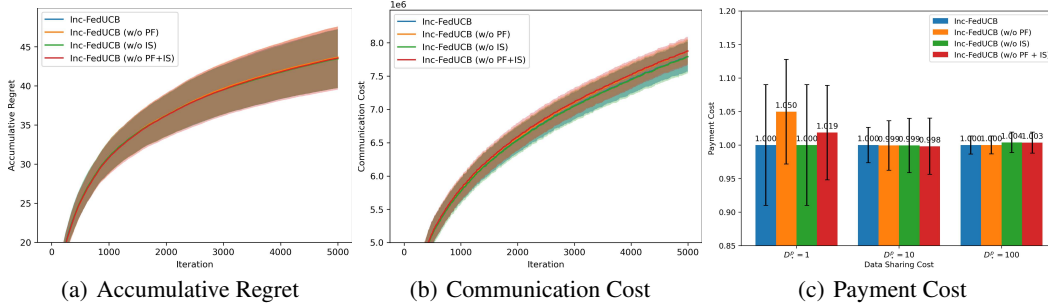 Inc-FedUCB
Inc-FedUCB (w/o PF)
Inc-FedUCB (w/o IS)
Inc-FedUCB (w/o PF+IS)
45
40
35
30
25
20
Accumulative Regret
0 1000 2000 3000 4000 5000
Iteration
(a) Accumulative Regret
1e6
Inc-FedUCB
Inc-FedUCB (w/o PF)
Inc-FedUCB (w/o IS)
Inc-FedUCB (w/o PF+IS)
8.0
7.5
7.0
6.5
6.0
5.5
5.0
Communication Cost
0 1000 2000 3000 4000 5000
Iteration
(b) Communication Cost
Inc-FedUCB
Inc-FedUCB (w/o PF)
Inc-FedUCB (w/o IS)
Inc-FedUCB (w/o PF + IS)
1.20
1.15
1.10
1.05
1.00
0.95
0.90
0.85
Payment Cost
1.000 1.050 1.000 1.019 1.000 0.999 0.999 0.998 1.000 1.000 1.004 1.003
= 1 = 10 = 100
Data Sharing Cost
(c) Payment Cost